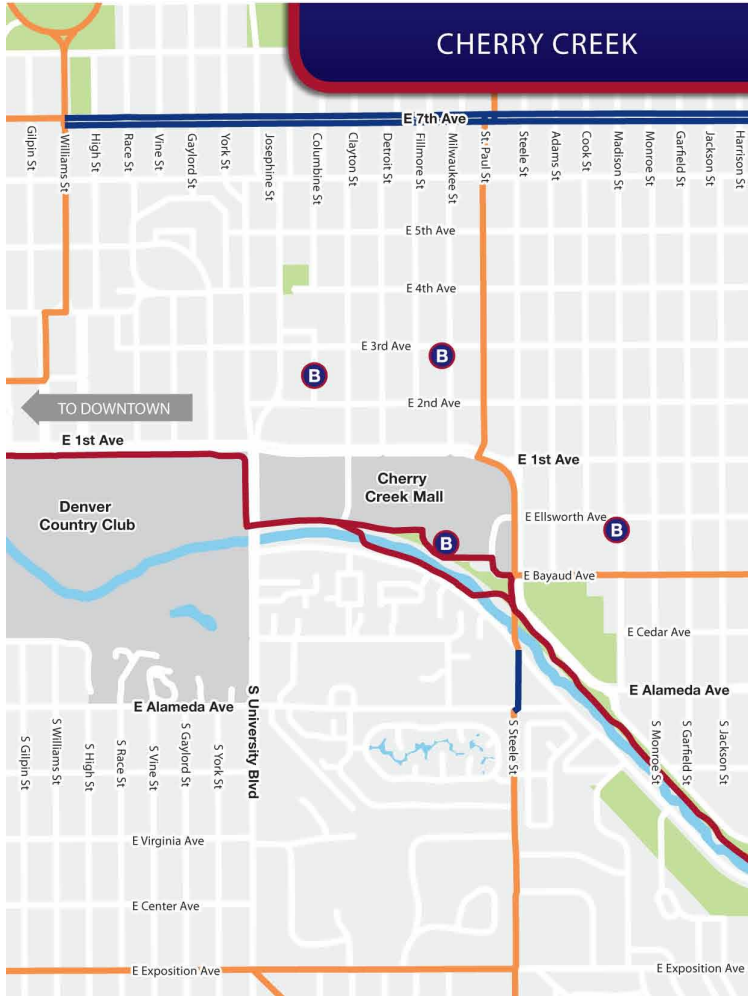 CHERRY CREEK
E 7th Ave
Gilpin St
Williams St
High St
Race St
Vine St
Gaylord St
York St
Josephine St
Columbine St
Clayton St
Detroit St
Fillmore St
Milwaukee St
St. Paul St
Steele St
Adams St
Cook St
Madison St
Monroe St
Garfield St
Jackson St
Harrison St
E 5th Ave
E 4th Ave
E 3rd Ave
B
B
E 2nd Ave
TO DOWNTOWN
E 1st Ave
E 1st Ave
Cherry
Creek Mall
Denver
Country Club
E Ellsworth Ave
B
B
E Bayaud Ave
E Cedar Ave
E Alameda Ave
E Alameda Ave
S University Blvd
S Gilpin St
S Williams St
S High St
S Race St
S Vine St
S Gaylord St
S York St
S Steele St
S Monroe St
S Garfield St
S Jackson St
E Virginia Ave
E Center Ave
E Exposition Ave
E Exposition Ave